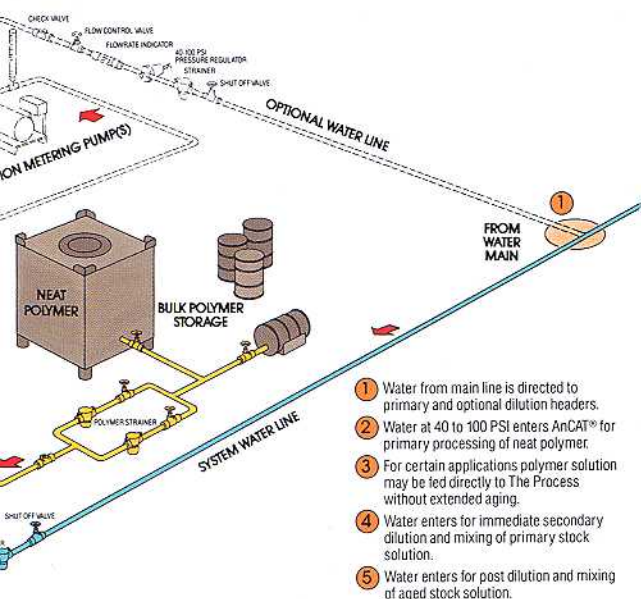 CHECK VALVE
FLOW CONTROL VALVE
FLOWRATE INDICATOR
40-100 PSI
PRESSURE REGULATOR
STRAINER
SHUT OFF VALVE
OPTIONAL WATER LINE
ION METERING PUMP(S)
1
FROM
WATER
MAIN
NEAT
POLYMER
BULK POLYMER
STORAGE
POLYMER STRAINER
SYSTEM WATER LINE
SHUT OFF VALVE
R
1 Water from main line is directed to
primary and optional dilution headers.
2 Water at 40 to 100 PSI enters AnCAT® for
primary processing of neat polymer.
3 For certain applications polymer solution
may be fed directly to The Process
without extended aging.
4 Water enters for immediate secondary
dilution and mixing of primary stock
solution.
5 Water enters for post dilution and mixing
of aged stock solution.